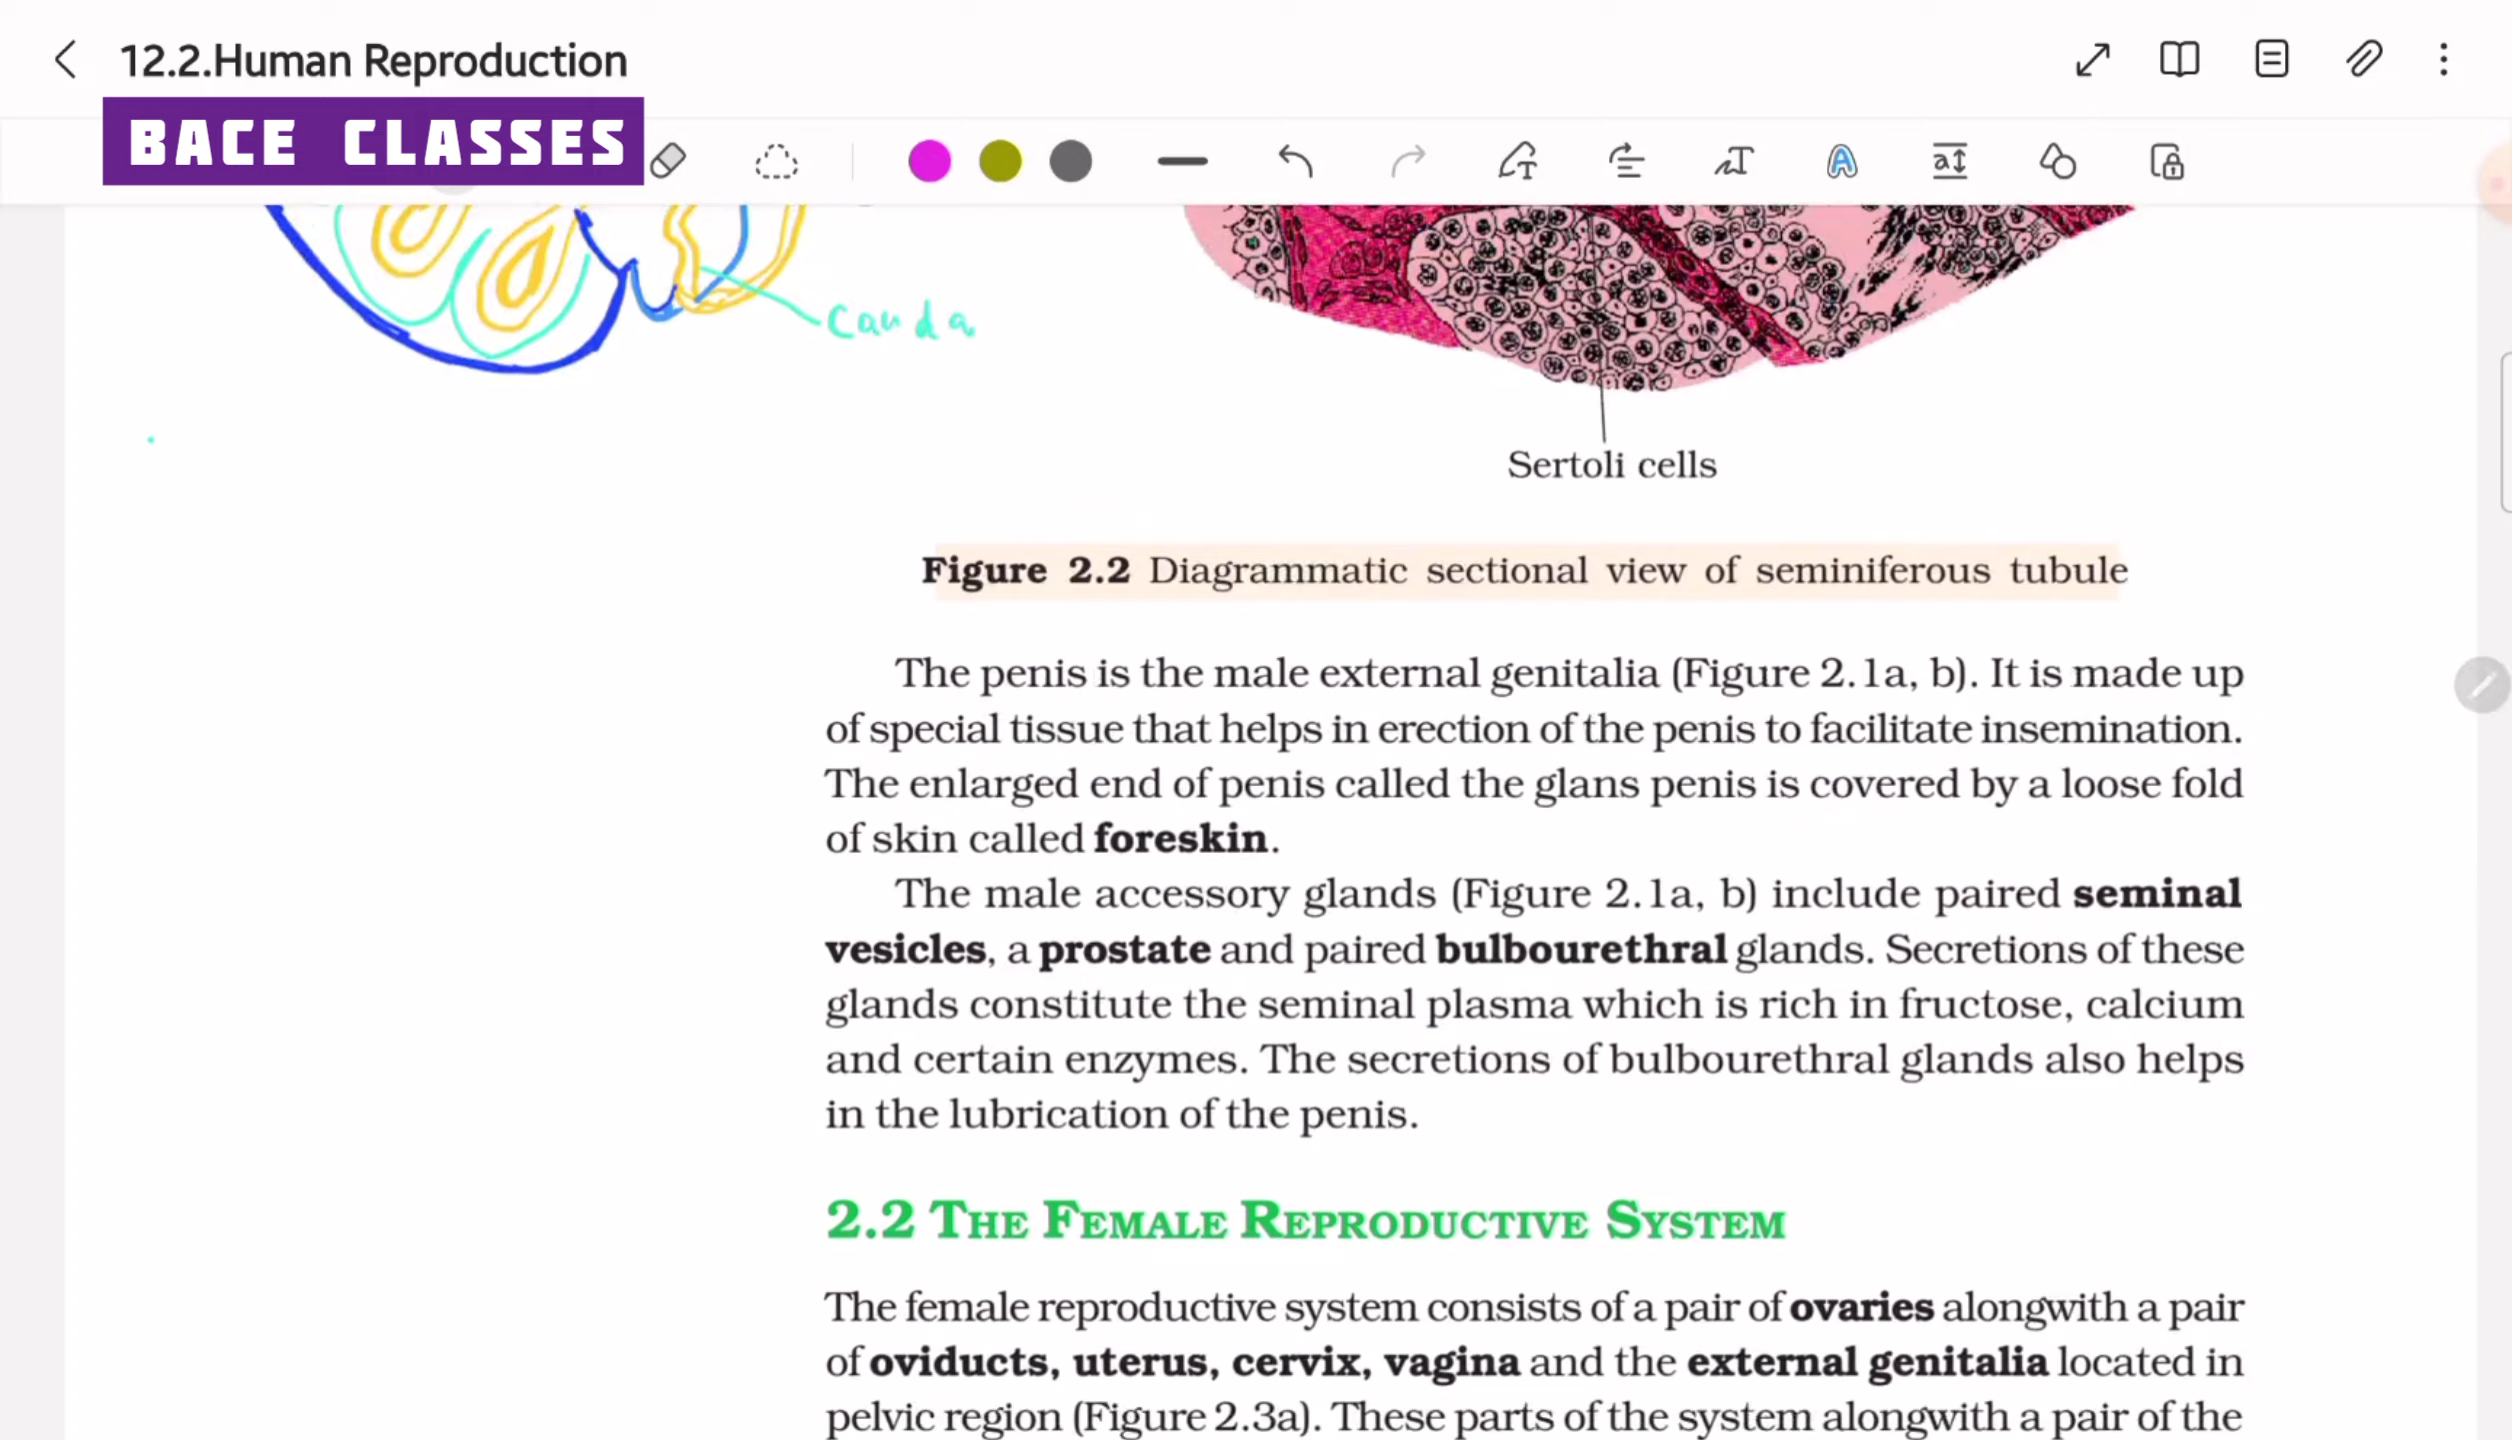 12.2.Human Reproduction
BACE CLASSES
Cauda
Sertoli cells
Figure 2.2 Diagrammatic sectional view of seminiferous tubule
The penis is the male external genitalia (Figure 2.1a, b). It is made up
of special tissue that helps in erection of the penis to facilitate insemination.
The enlarged end of penis called the glans penis is covered by a loose fold
of skin called foreskin.
The male accessory glands (Figure 2.1a, b) include paired seminal
vesicles, a prostate and paired bulbourethral glands. Secretions of these
glands constitute the seminal plasma which is rich in fructose, calcium
and certain enzymes. The secretions of bulbourethral glands also helps
in the lubrication of the penis.
2.2 THE FEMALE REPRODUCTIVE SYSTEM
The female reproductive system consists of a pair of ovaries alongwith a pair
of oviducts, uterus, cervix, vagina and the external genitalia located in
pelvic region (Figure 2.3a). These parts of the system alongwith a pair of the